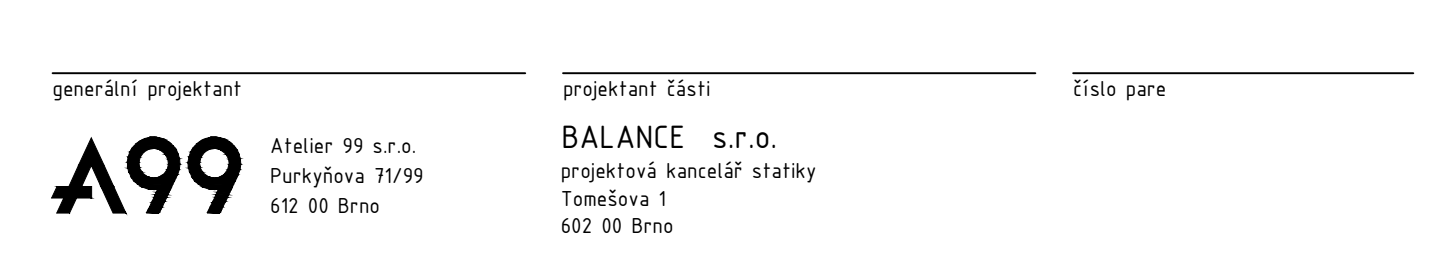 generální projektant
A99
Atelier 99 s.r.o.
Purkyňova 71/99
612 00 Brno
projektant části
BALANCE s.r.o.
projektová kancelář statiky
Tomešova 1
602 00 Brno
číslo pare